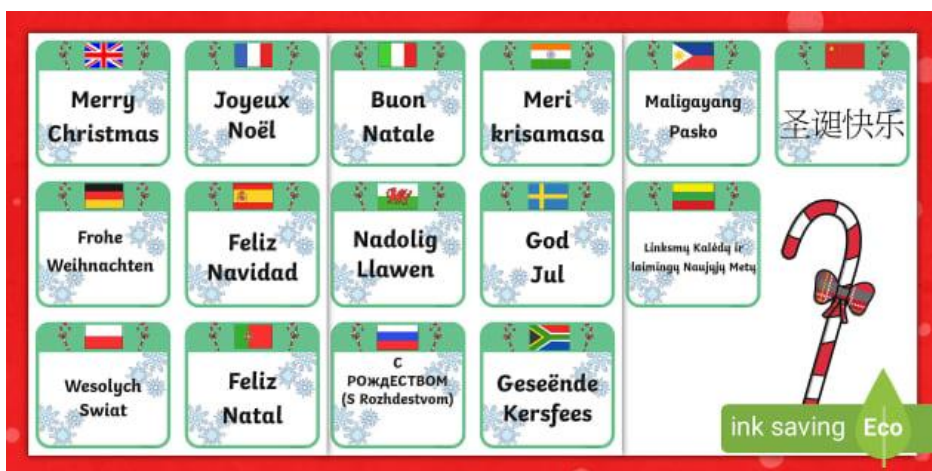 Merry
Christmas
Joyeux
Noël
Buon
Natale
Meri
krisamasa
Maligayang
Pasko
圣诞快乐
Frohe
Weihnachten
Feliz
Navidad
Nadolig
Llawen
God
Jul
Linksmų Kalėdų ir
laimingų Naujųjų Metų
Wesolych
Swiat
Feliz
Natal
С
РОждЕСТВОМ
(S Rozhdestvom)
Geseënde
Kersfees
ink saving Eco